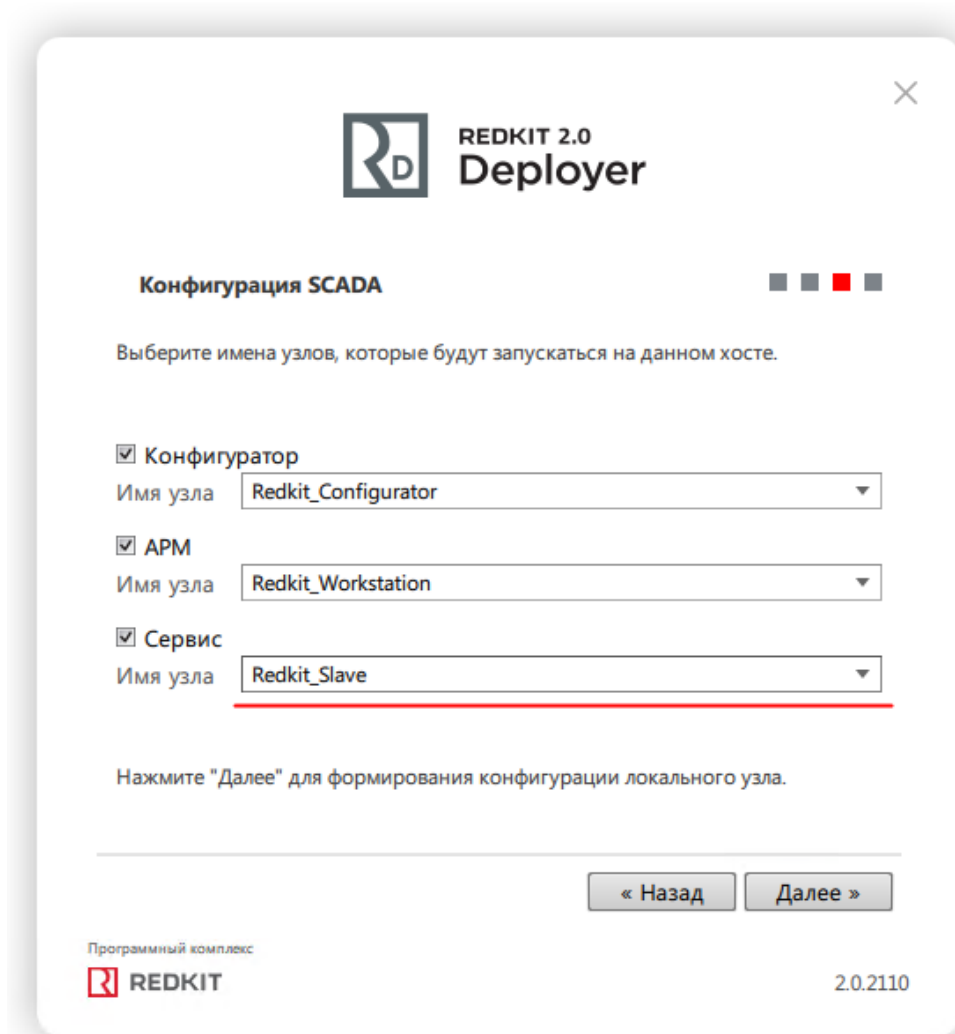 REDKIT 2.0
Deployer
Конфигурация SCADA
Выберите имена узлов, которые будут запускаться на данном хосте.
Конфигуратор
Имя узла Redkit_Configurator
АРМ
Имя узла Redkit_Workstation
Сервис
Имя узла Redkit_Slave
Нажмите "Далее" для формирования конфигурации локального узла.
« Назад Далее »
Программный комплекс
REDKIT 2.0.2110